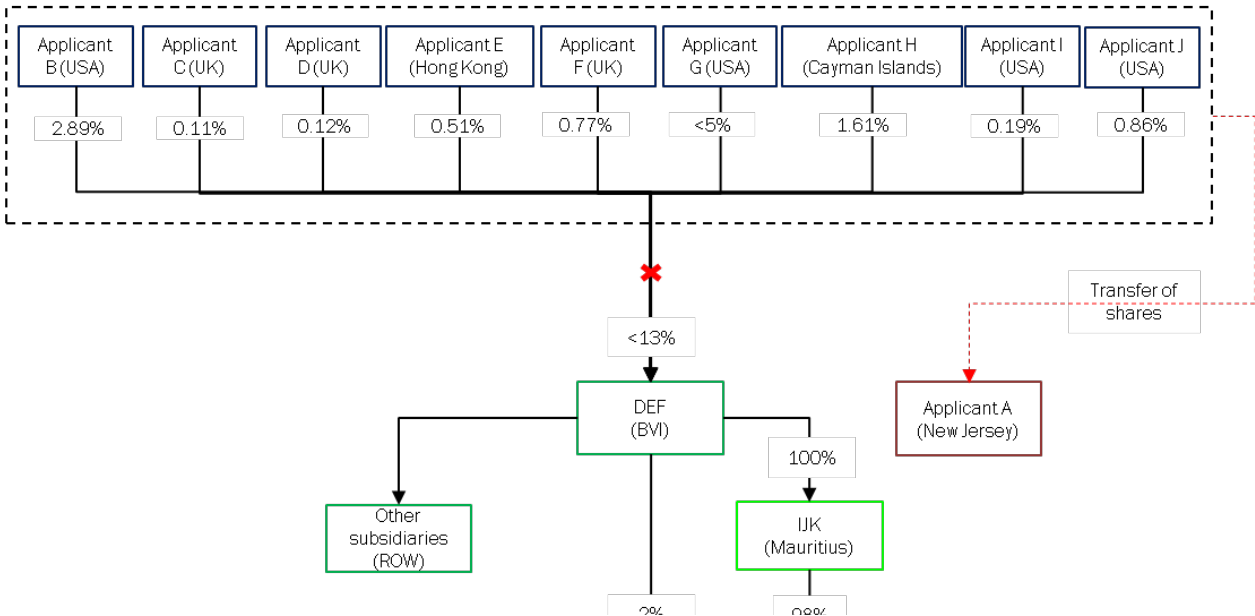 Applicant
B (USA)
Applicant
C (UK)
Applicant
D (UK)
Applicant E
(Hong Kong)
Applicant
F (UK)
Applicant
G (USA)
Applicant H
(Cayman Islands)
Applicant I
(USA)
Applicant J
(USA)
2.89%
0.11%
0.12%
0.51%
0.77%
<5%
1.61%
0.19%
0.86%
Transfer of
shares
<13%
DEF
(BVI)
Applicant A
(New Jersey)
100%
Other
subsidiaries
(ROW)
IJK
(Mauritius)
2%
98%